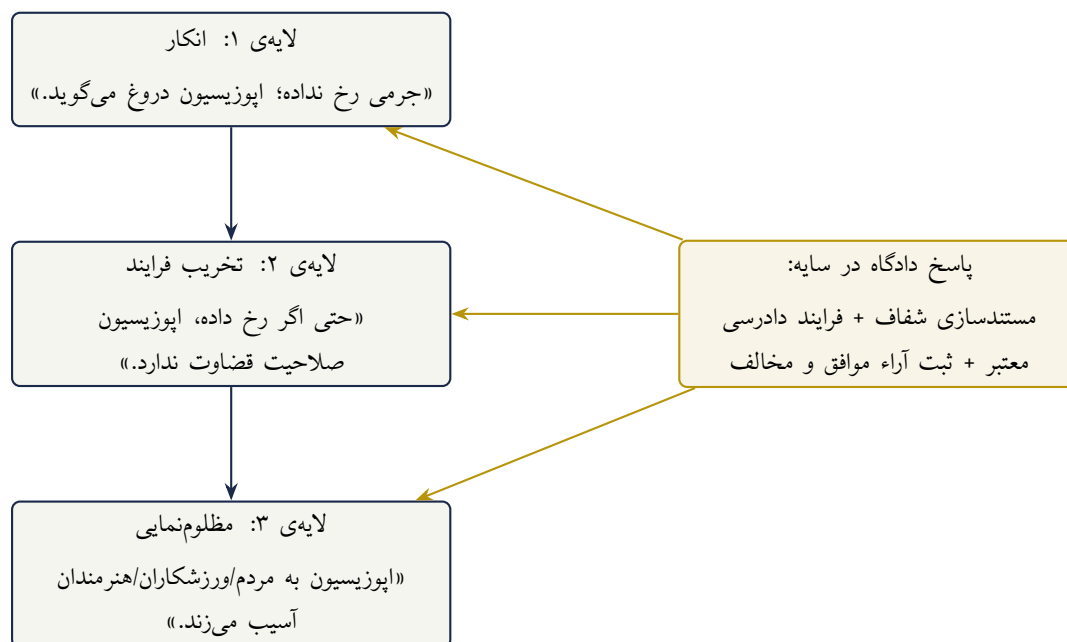 لایه‌ی ۱: انکار
«جرمی رخ نداده؛ اپوزیسیون دروغ می‌گوید.»
لایه‌ی ۲: تخریب فرایند
«حتی اگر رخ داده، اپوزیسیون
صلاحیت قضاوت ندارد.»
پاسخ دادگاه در سایه:
مستندسازی شفاف + فرایند دادرسی
معتبر + ثبت آراء موافق و مخالف
لایه‌ی ۳: مظلوم‌نمایی
«اپوزیسیون به مردم/ورزشکاران/هنرمندان
آسیب می‌زند.»